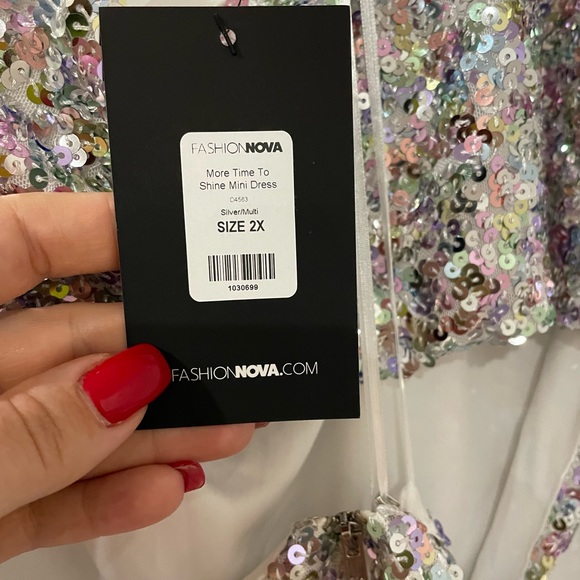 FASHIONNOVA
More Time To
Shine Mini Dress
D4563
Silver/Multi
SIZE 2X
1030699
FASHIONNOVA.COM